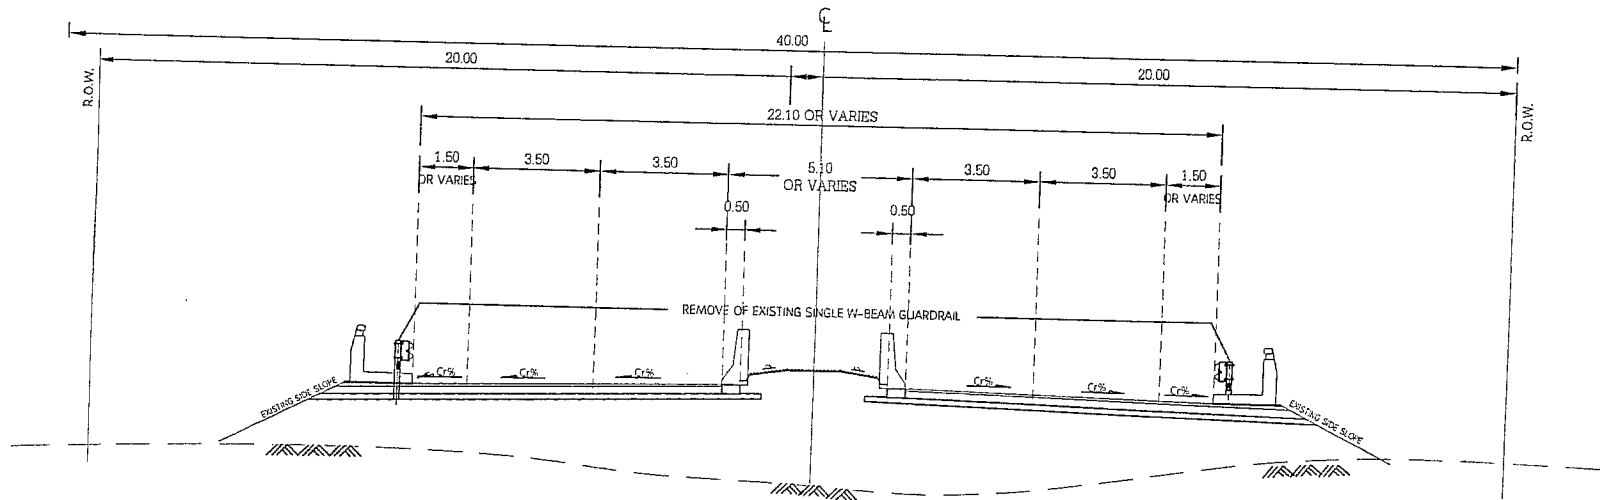 ℄
40.00
20.00
20.00
R.O.W.
R.O.W.
22.10 OR VARIES
1.50
OR VARIES
3.50
3.50
5.10
OR VARIES
3.50
3.50
1.50
OR VARIES
0.50
0.50
REMOVE OF EXISTING SINGLE W-BEAM GUARDRAIL
Cr%
Cr%
Cr%
Cr%
Cr%
Cr%
EXISTING SIDE SLOPE
EXISTING SIDE SLOPE